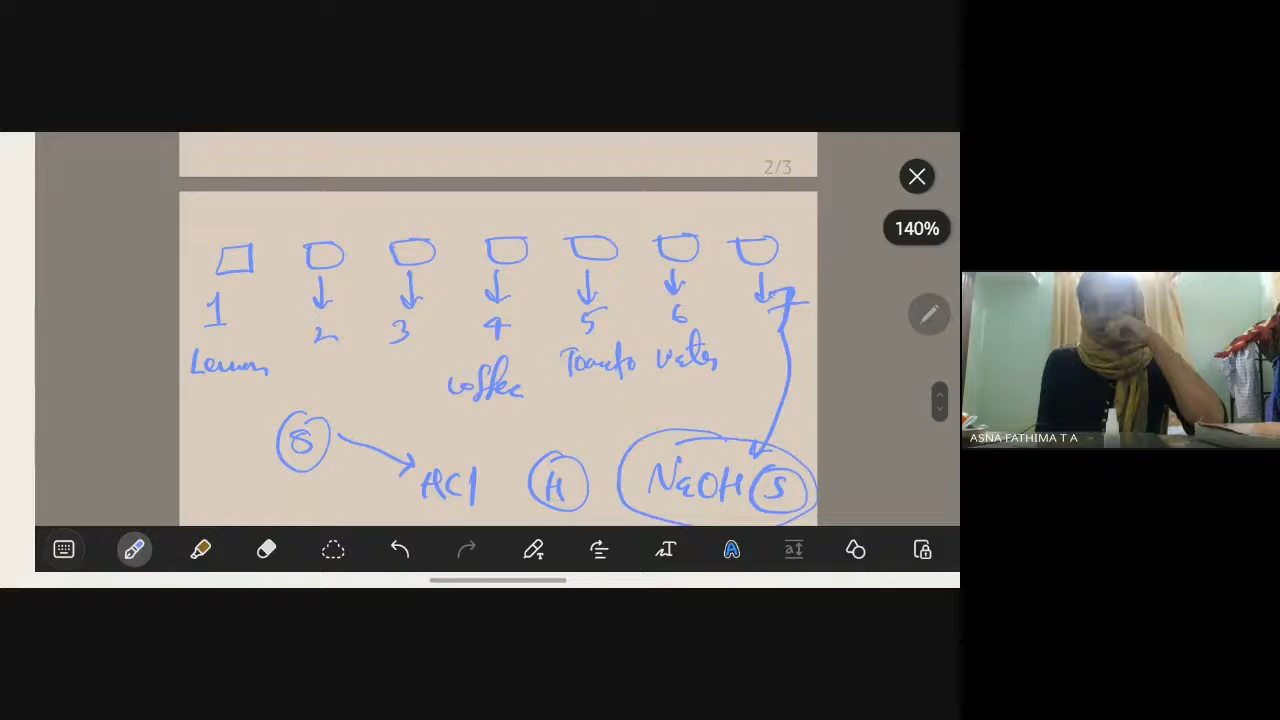 2/3
140%
1 2 3 4 5 6 7
Lemon coffee Tomato water
8 HCl H NaOH S
ASNA FATHIMA T A